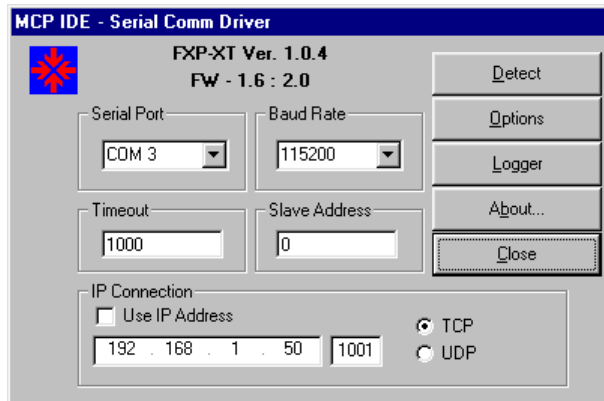 MCP IDE - Serial Comm Driver
FXP-XT Ver. 1.0.4
FW - 1.6 : 2.0
Detect
Serial Port
Baud Rate
Options
COM 3
115200
Logger
Timeout
Slave Address
About...
1000
0
Close
IP Connection
Use IP Address
TCP
192 . 168 . 1 . 50
1001
UDP